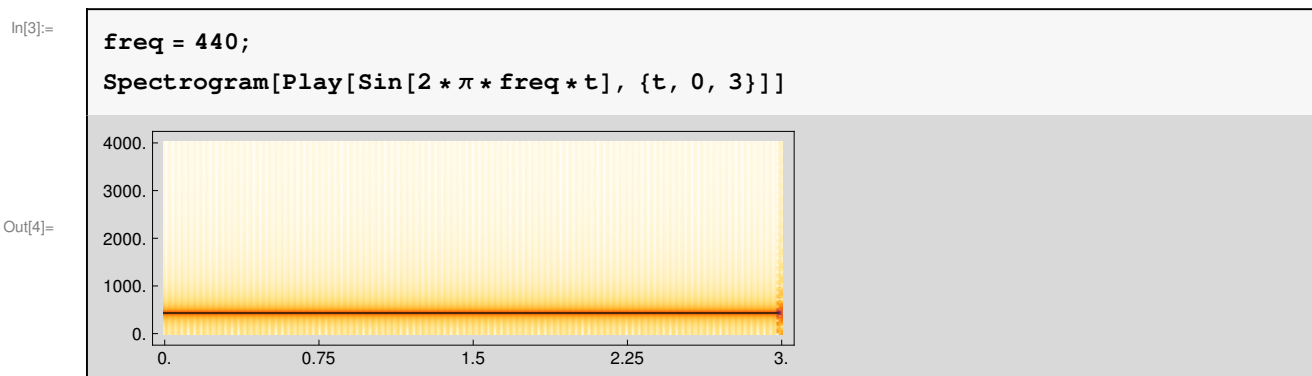 In[3]:=
freq = 440;
Spectrogram[Play[Sin[2 * π * freq * t], {t, 0, 3}]]
Out[4]=
4000.
3000.
2000.
1000.
0.
0. 0.75 1.5 2.25 3.